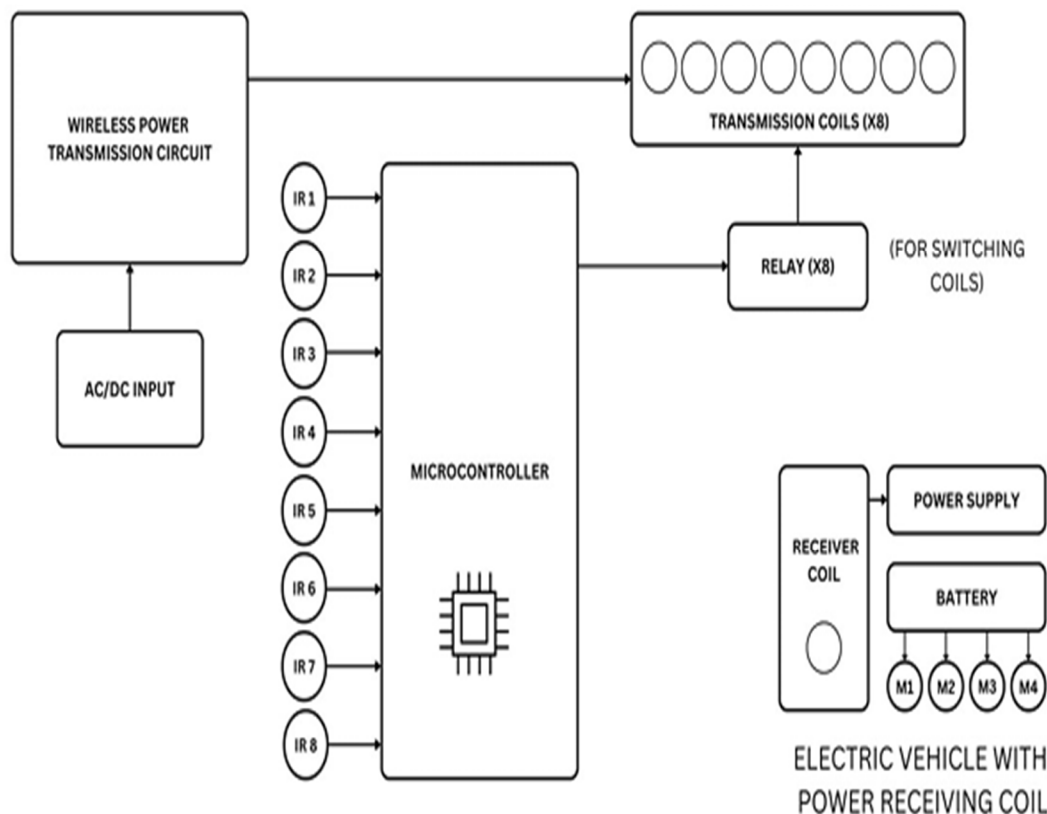 WIRELESS POWER
TRANSMISSION CIRCUIT
TRANSMISSION COILS (X8)
AC/DC INPUT
IR 1
IR 2
IR 3
IR 4
IR 5
IR 6
IR 7
IR 8
MICROCONTROLLER
RELAY (X8)
(FOR SWITCHING
COILS)
RECEIVER
COIL
POWER SUPPLY
BATTERY
M1 M2 M3 M4
ELECTRIC VEHICLE WITH
POWER RECEIVING COIL